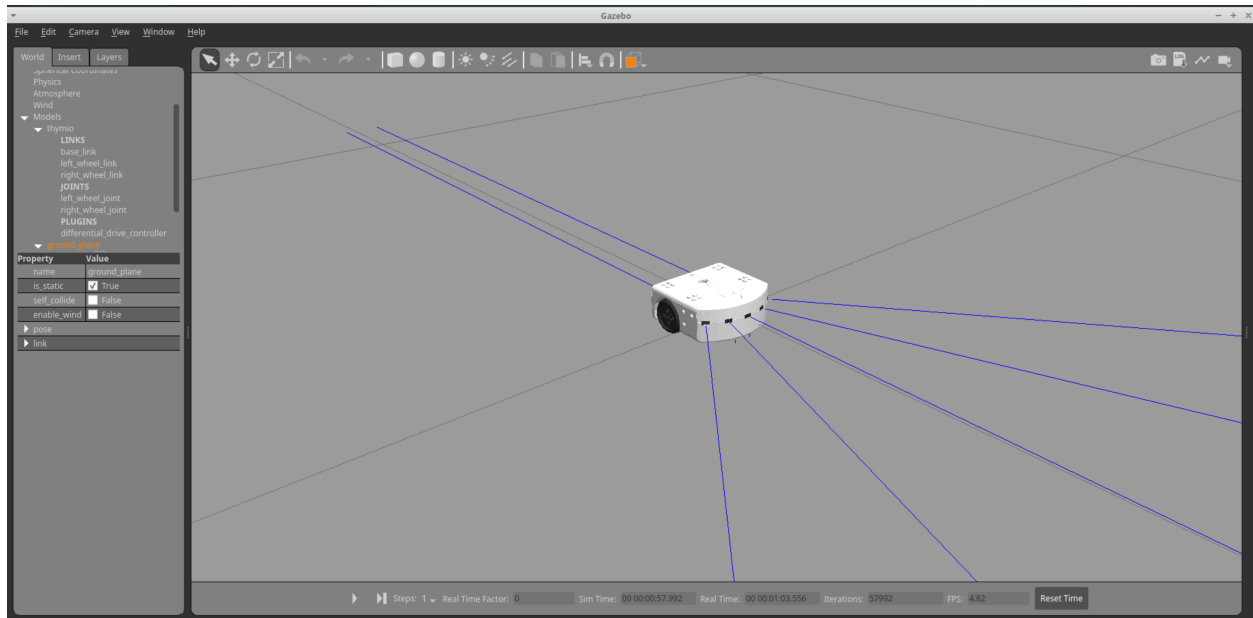 Gazebo
File Edit Camera View Window Help
World Insert Layers
Spherical Coordinates
Physics
Atmosphere
Wind
Models
thymio
LINKS
base_link
left_wheel_link
right_wheel_link
JOINTS
left_wheel_joint
right_wheel_joint
PLUGINS
differential_drive_controller
ground_plane
Property Value
name ground_plane
is_static True
self_collide False
enable_wind False
pose
link
Steps: 1 Real Time Factor: 0 Sim Time: 00 00:00:57.992 Real Time: 00 00:01:03.556 Iterations: 57992 FPS: 4.82 Reset Time